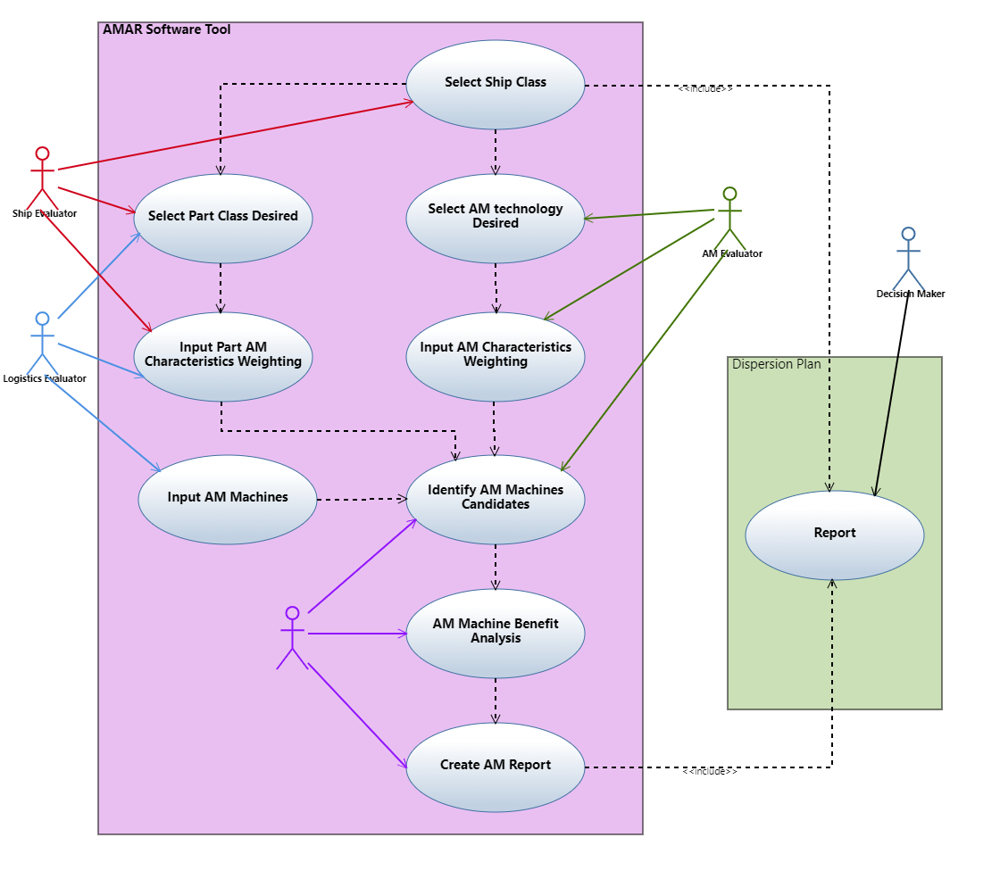 AMAR Software Tool
Select Ship Class
<<include>>
Ship Evaluator
Select Part Class Desired
Select AM technology
Desired
AM Evaluator
Decision Maker
Logistics Evaluator
Input Part AM
Characteristics Weighting
Input AM Characteristics
Weighting
Dispersion Plan
Input AM Machines
Identify AM Machines
Candidates
Report
AM Machine Benefit
Analysis
Create AM Report
<<include>>